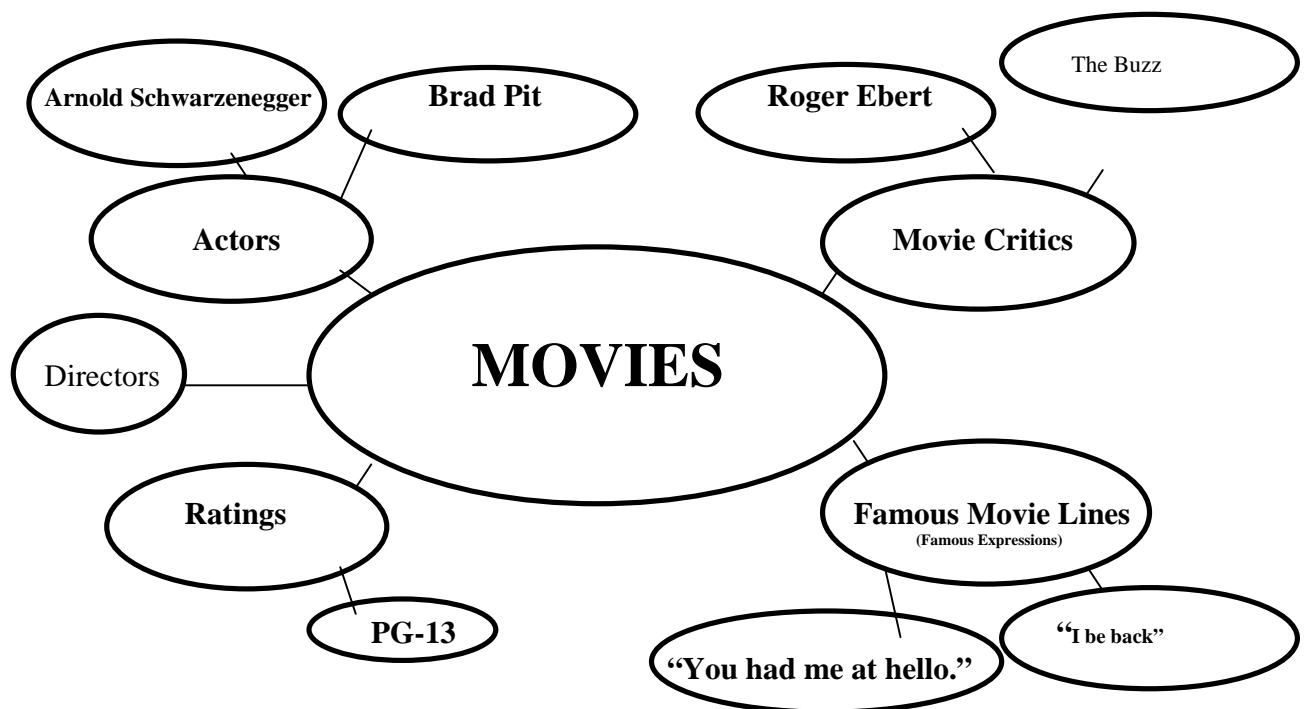 The Buzz
Arnold Schwarzenegger
Brad Pit
Roger Ebert
Actors
Movie Critics
MOVIES
Directors
Ratings
Famous Movie Lines
(Famous Expressions)
PG-13
“I be back”
“You had me at hello.”